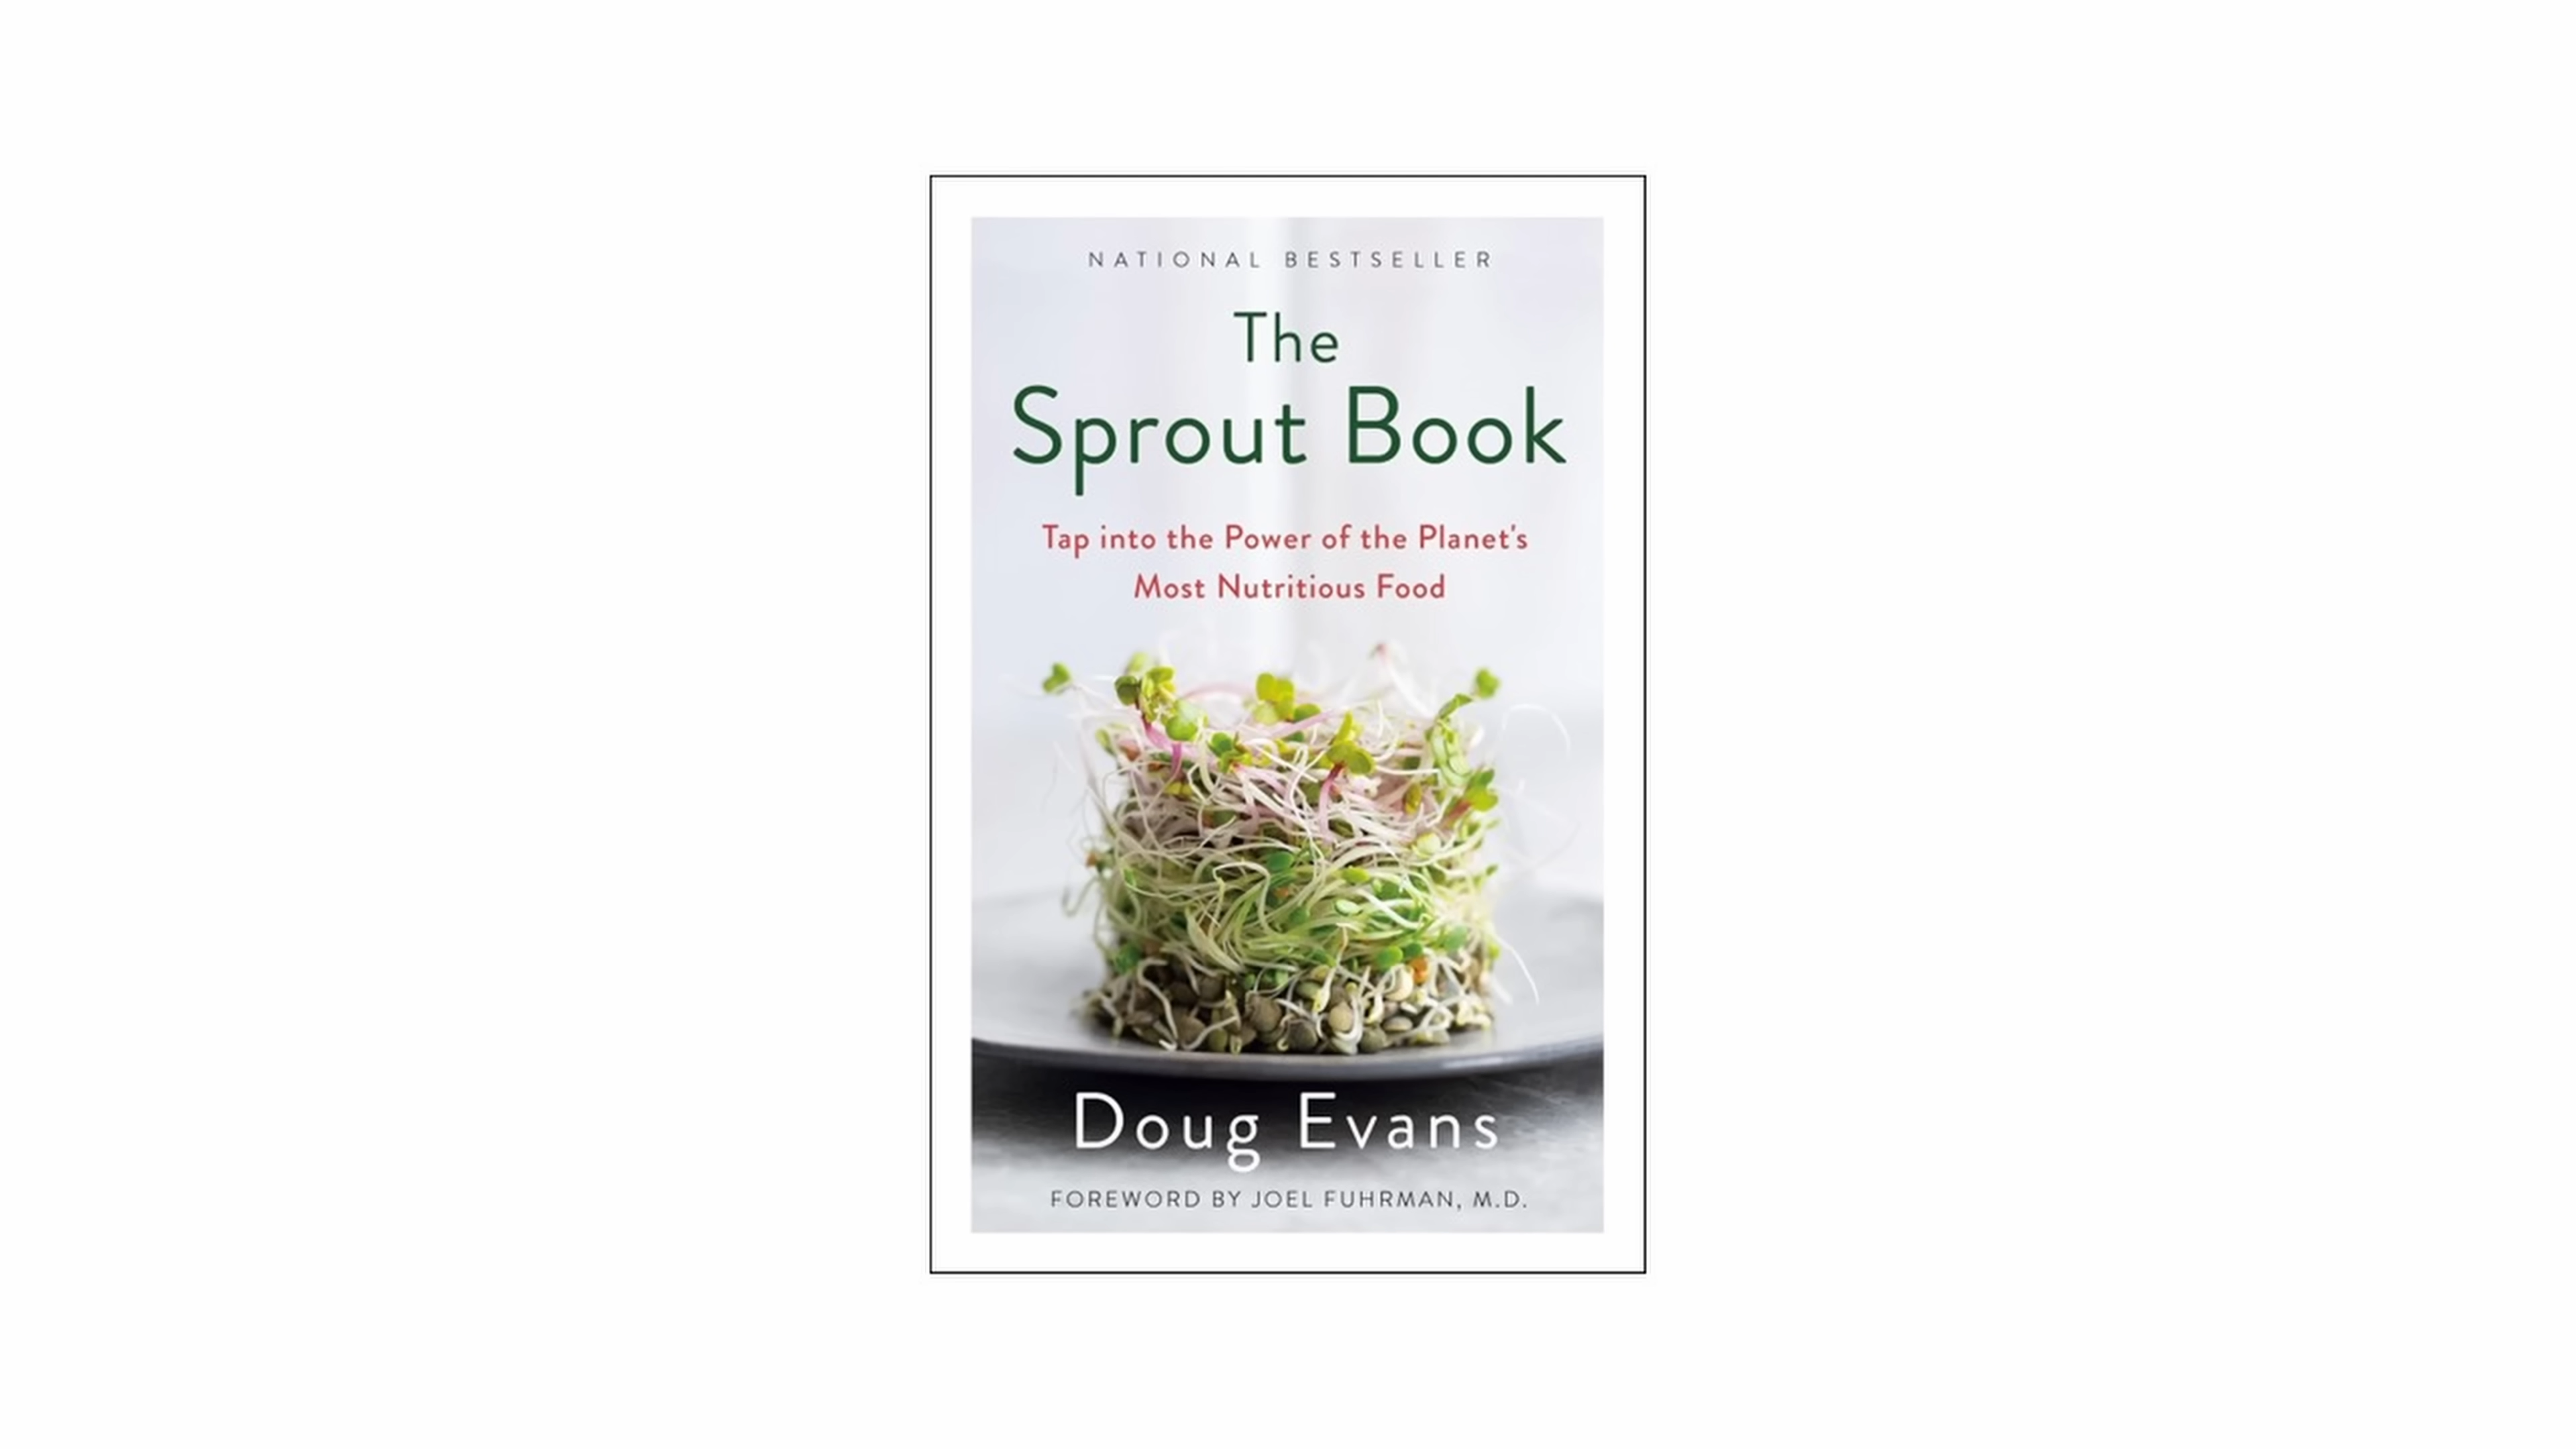 NATIONAL BESTSELLER
The
Sprout Book
Tap into the Power of the Planet's
Most Nutritious Food
Doug Evans
FOREWORD BY JOEL FUHRMAN, M.D.